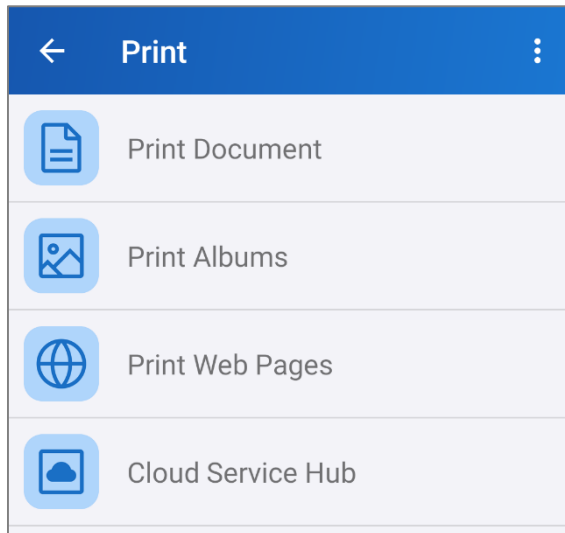 Print
Print Document
Print Albums
Print Web Pages
Cloud Service Hub